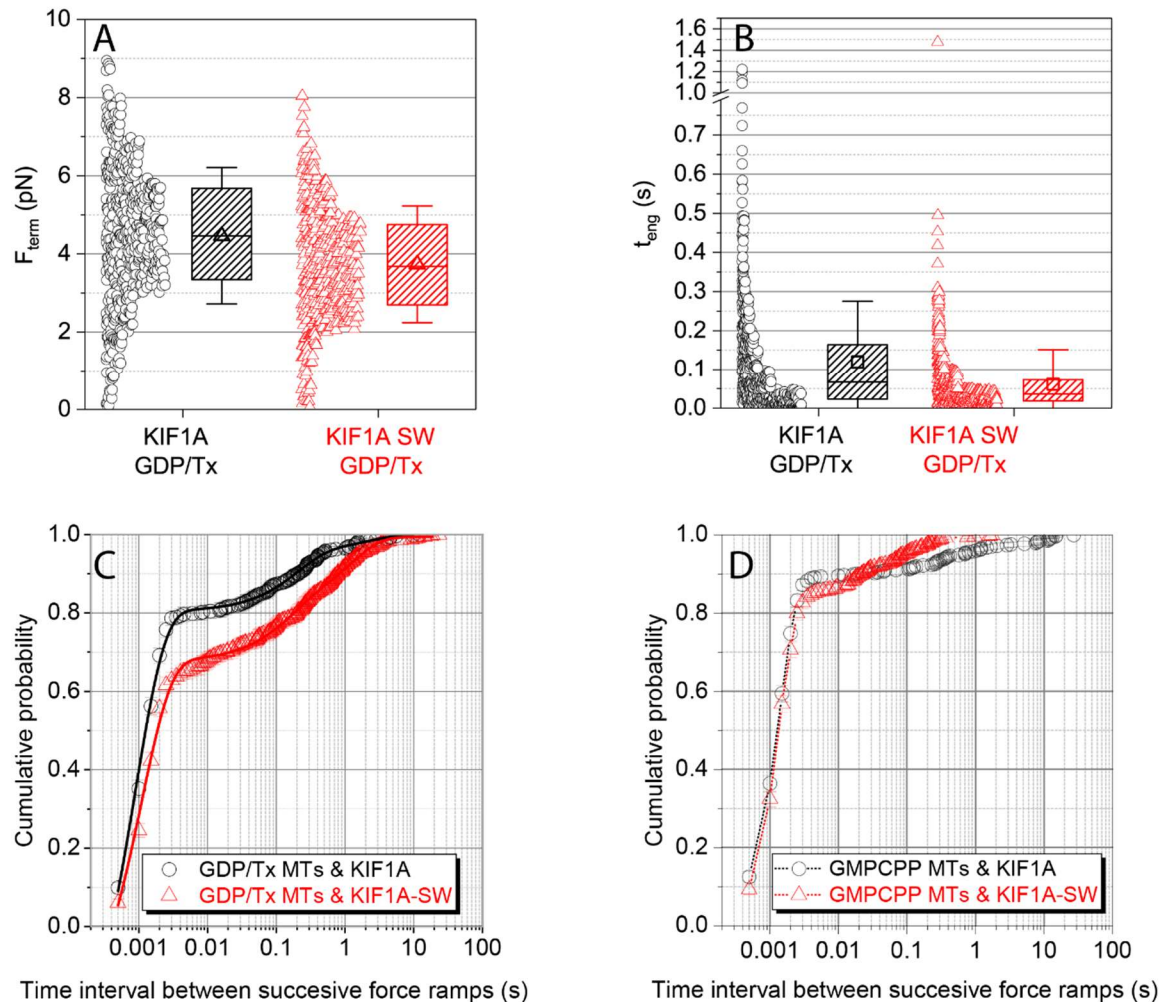 A
10
8
6
4
2
0
F_term (pN)
KIF1A
GDP/Tx
KIF1A SW
GDP/Tx
B
1.6
1.4
1.2
1.0
0.7
0.6
0.5
0.4
0.3
0.2
0.1
0.0
t_eng (s)
KIF1A
GDP/Tx
KIF1A SW
GDP/Tx
C
1.0
0.8
0.6
0.4
0.2
0.0
Cumulative probability
GDP/Tx MTs & KIF1A
GDP/Tx MTs & KIF1A-SW
0.001 0.01 0.1 1 10 100
Time interval between succesive force ramps (s)
D
1.0
0.8
0.6
0.4
0.2
0.0
Cumulative probability
GMPCPP MTs & KIF1A
GMPCPP MTs & KIF1A-SW
0.001 0.01 0.1 1 10 100
Time interval between succesive force ramps (s)